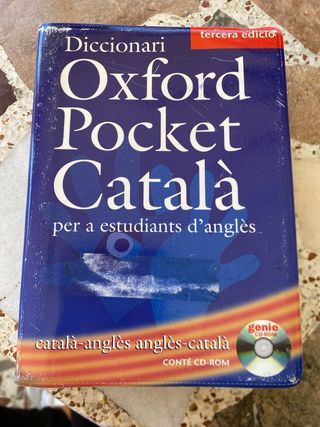 tercera edició
Diccionari
Oxford
Pocket
Català
per a estudiants d'anglès
català-anglès anglès-català
CONTÉ CD-ROM
genie
CD-ROM